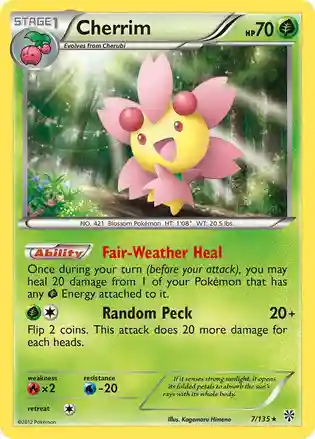 STAGE1 Cherrim HP70
Evolves from Cherubi
NO. 421 Blossom Pokémon HT: 1'08" WT: 20.5 lbs.
Ability Fair-Weather Heal
Once during your turn (before your attack), you may
heal 20 damage from 1 of your Pokémon that has
any Energy attached to it.
Random Peck 20+
Flip 2 coins. This attack does 20 more damage for
each heads.
weakness resistance
×2 -20
retreat
If it senses strong sunlight, it opens
its folded petals to absorb the sun's
rays with its whole body.
©2012 Pokémon Illus. Kagemaru Himeno 7/135 ★